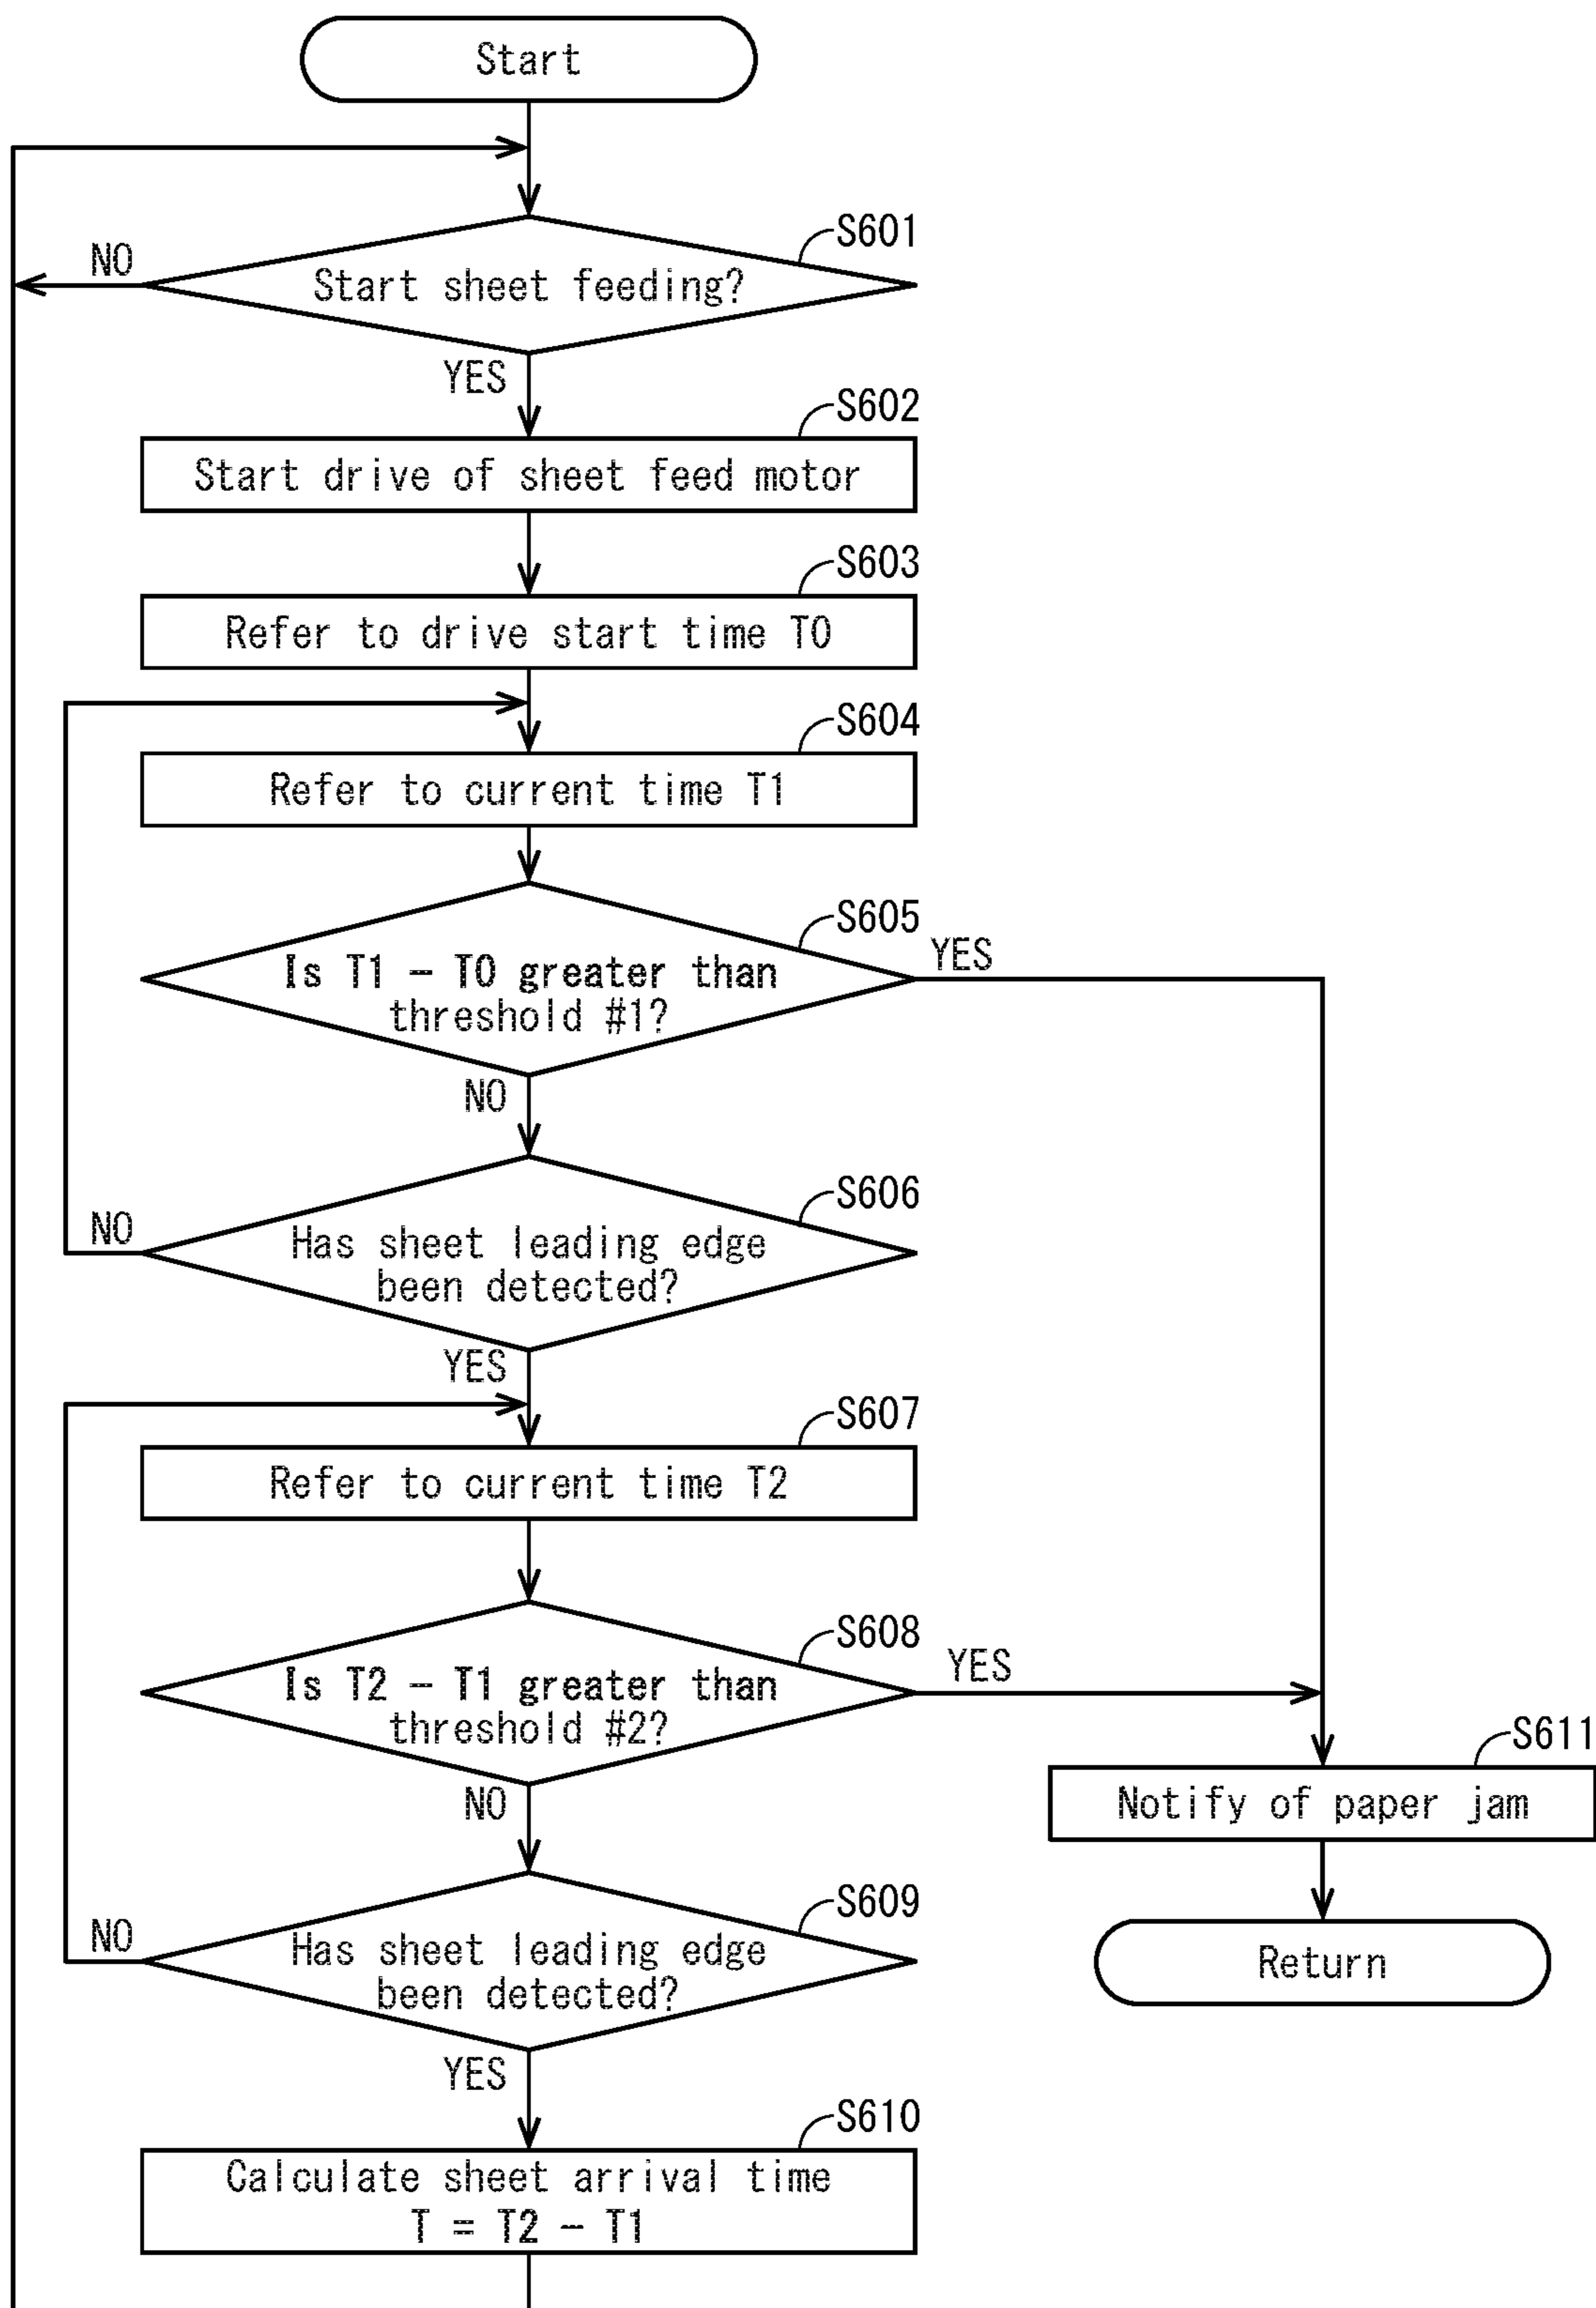 Start
S601
NO
Start sheet feeding?
YES
S602
Start drive of sheet feed motor
S603
Refer to drive start time T0
S604
Refer to current time T1
S605
YES
Is T1 – T0 greater than
threshold #1?
NO
S606
NO
Has sheet leading edge
been detected?
YES
S607
Refer to current time T2
S608
YES
Is T2 – T1 greater than
threshold #2?
NO
S611
Notify of paper jam
S609
NO
Has sheet leading edge
been detected?
Return
YES
S610
Calculate sheet arrival time
T = T2 – T1